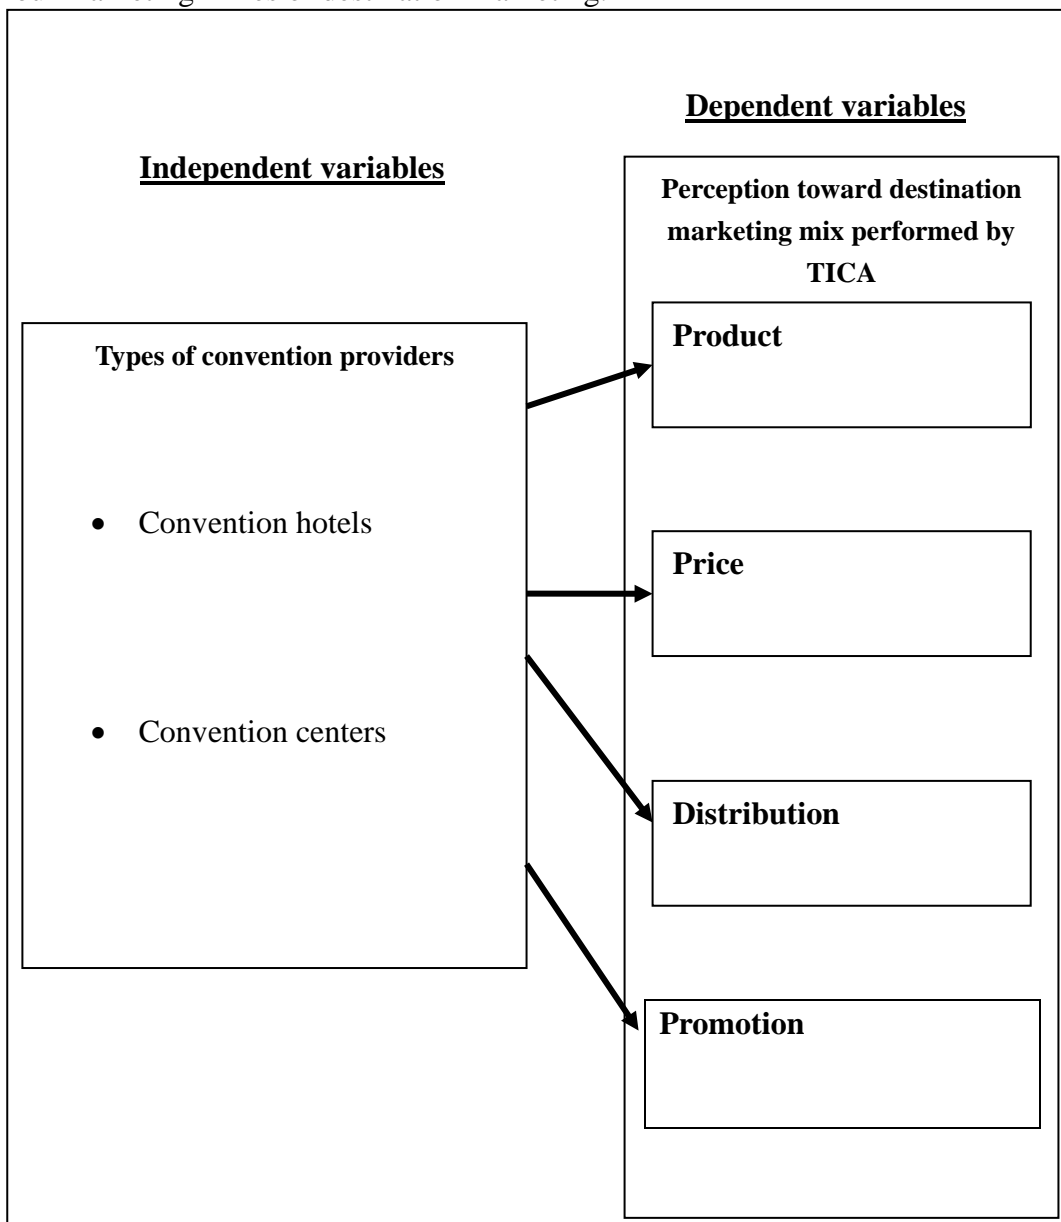 Dependent variables
Independent variables
Perception toward destination
marketing mix performed by
TICA
Types of convention providers
• Convention hotels
• Convention centers
Product
Price
Distribution
Promotion